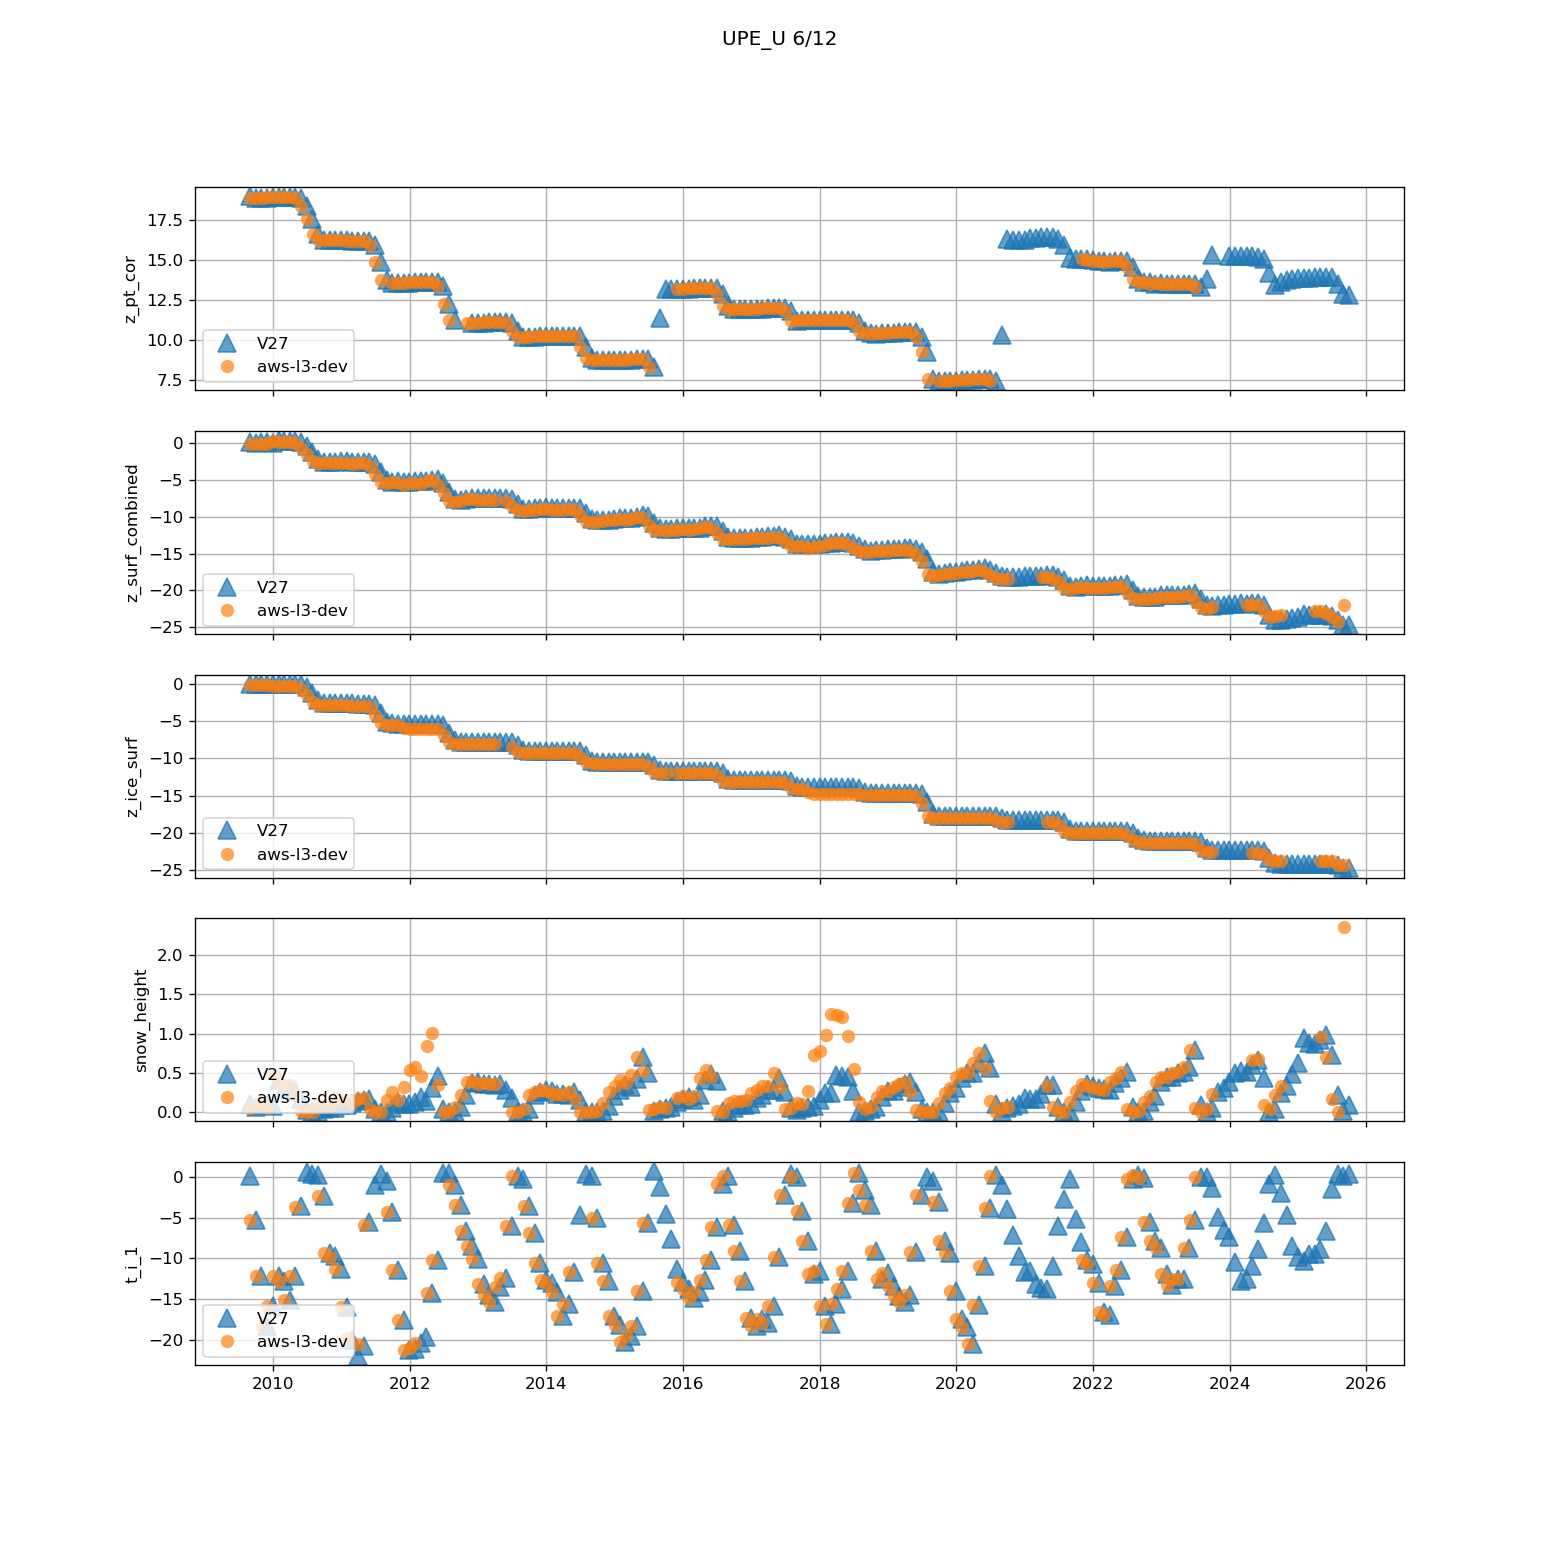 UPE_U 6/12
z_pt_cor
17.5
15.0
12.5
10.0
7.5
V27
aws-l3-dev
z_surf_combined
0
−5
−10
−15
−20
−25
V27
aws-l3-dev
z_ice_surf
0
−5
−10
−15
−20
−25
V27
aws-l3-dev
snow_height
2.0
1.5
1.0
0.5
0.0
V27
aws-l3-dev
t_i_1
0
−5
−10
−15
−20
V27
aws-l3-dev
2010 2012 2014 2016 2018 2020 2022 2024 2026